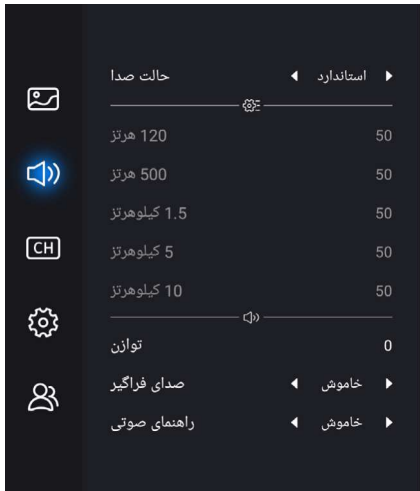 حالت صدا استاندارد
120 هرتز 50
500 هرتز 50
CH
1.5 کیلوهرتز 50
5 کیلوهرتز 50
10 کیلوهرتز 50
توازن 0
صدای فراگیر خاموش
راهنمای صوتی خاموش